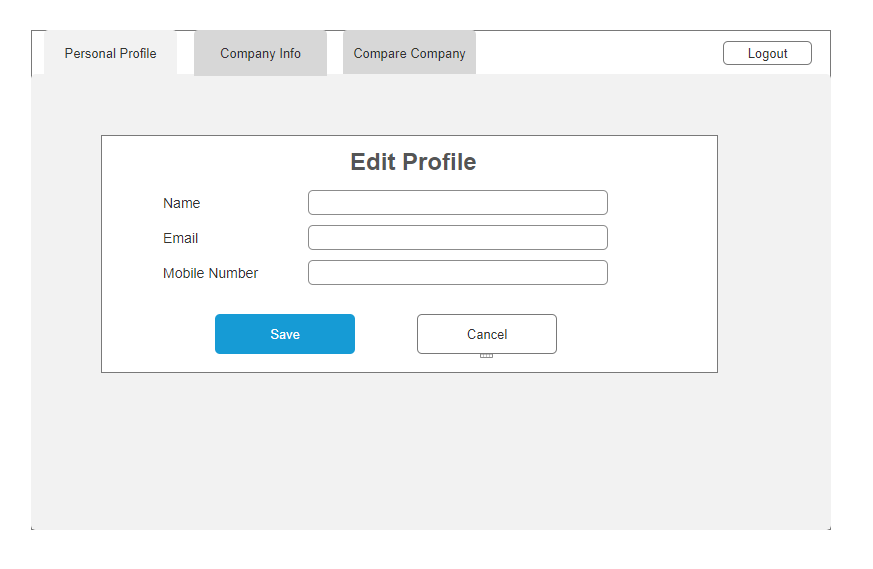 Personal Profile
Company Info
Compare Company
Logout
Edit Profile
Name
Email
Mobile Number
Save
Cancel